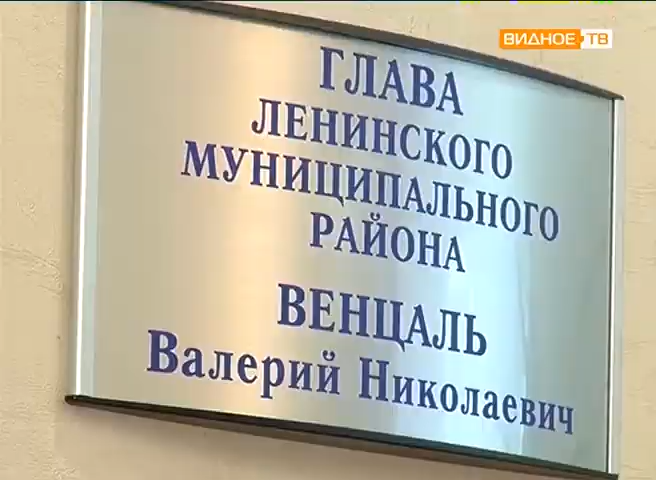 ВИДНОЕ ТВ
ГЛАВА
ЛЕНИНСКОГО
МУНИЦИПАЛЬНОГО
РАЙОНА
ВЕНЦАЛЬ
Валерий Николаевич